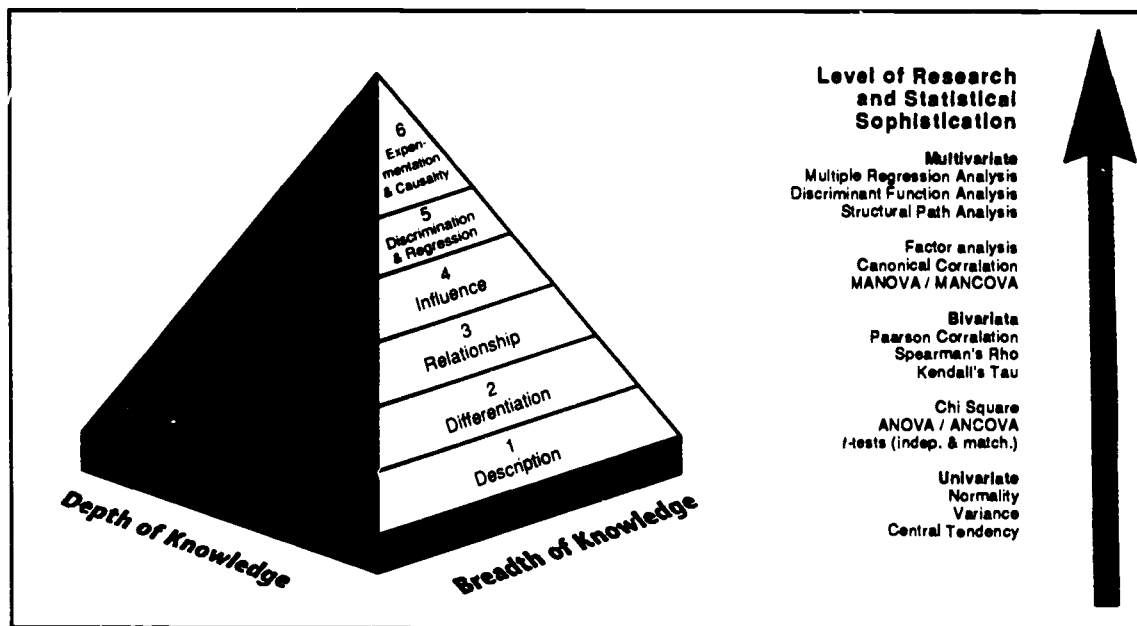 6
Experi-
mentation
& Causality
5
Discrimination
& Regression
4
Influence
3
Relationship
2
Differentiation
1
Description
Depth of Knowledge
Breadth of Knowledge
Level of Research
and Statistical
Sophistication
Multivariate
Multiple Regression Analysis
Discriminant Function Analysis
Structural Path Analysis
Factor analysis
Canonical Corralation
MANOVA / MANCOVA
Bivariata
Paarson Corralation
Spearman's Rho
Kendall's Tau
Chi Square
ANOVA / ANCOVA
t-tests (indep. & match.)
Univariate
Normality
Variance
Central Tendency